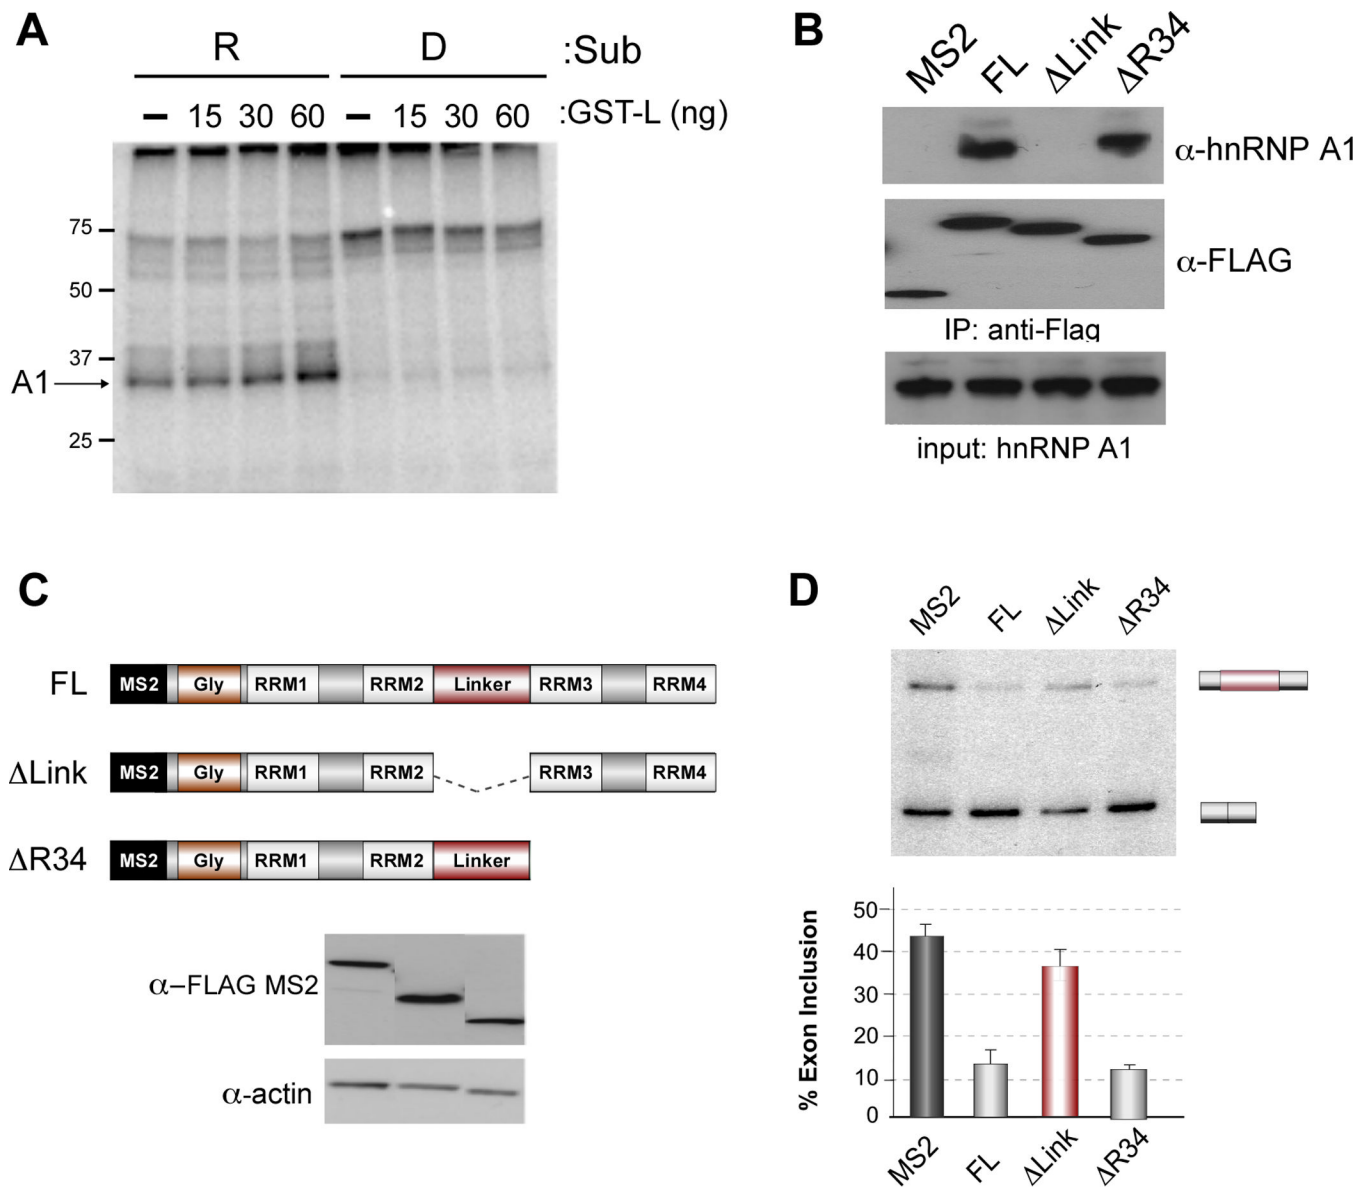 A
R D :Sub
– 15 30 60 – 15 30 60 :GST-L (ng)
75
50
37
A1
25
B
MS2 FL ΔLink ΔR34
α-hnRNP A1
α-FLAG
IP: anti-Flag
input: hnRNP A1
C
FL MS2 Gly RRM1 RRM2 Linker RRM3 RRM4
ΔLink MS2 Gly RRM1 RRM2 RRM3 RRM4
ΔR34 MS2 Gly RRM1 RRM2 Linker
α–FLAG MS2
α-actin
D
MS2 FL ΔLink ΔR34
% Exon Inclusion
50
40
30
20
10
0
MS2 FL ΔLink ΔR34